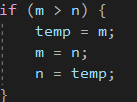 if (m > n) {
    temp = m;
    m = n;
    n = temp;
}